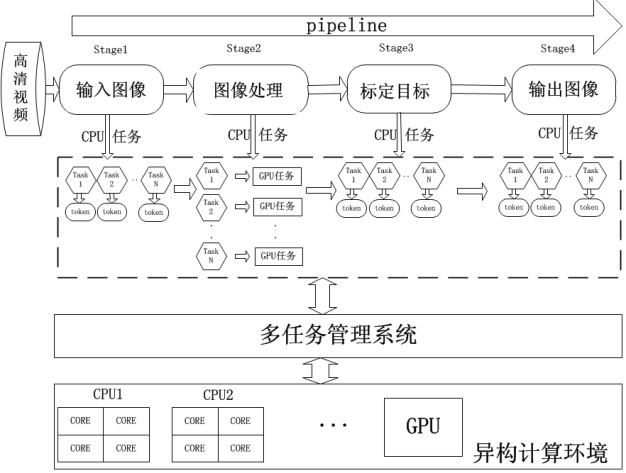 pipeline
Stage1 Stage2 Stage3 Stage4
高清视频
输入图像 图像处理 标定目标 输出图像
CPU 任务 CPU 任务 CPU 任务 CPU 任务
Task 1 Task 2 ·· Task N
token token token
Task 1 GPU任务
Task 2 GPU任务
Task N GPU任务
Task 1 Task 2 ·· Task N
token token token
Task 1 Task 2 ·· Task N
token token token
多任务管理系统
CPU1 CPU2
CORE CORE CORE CORE
CORE CORE CORE CORE
···
GPU
异构计算环境